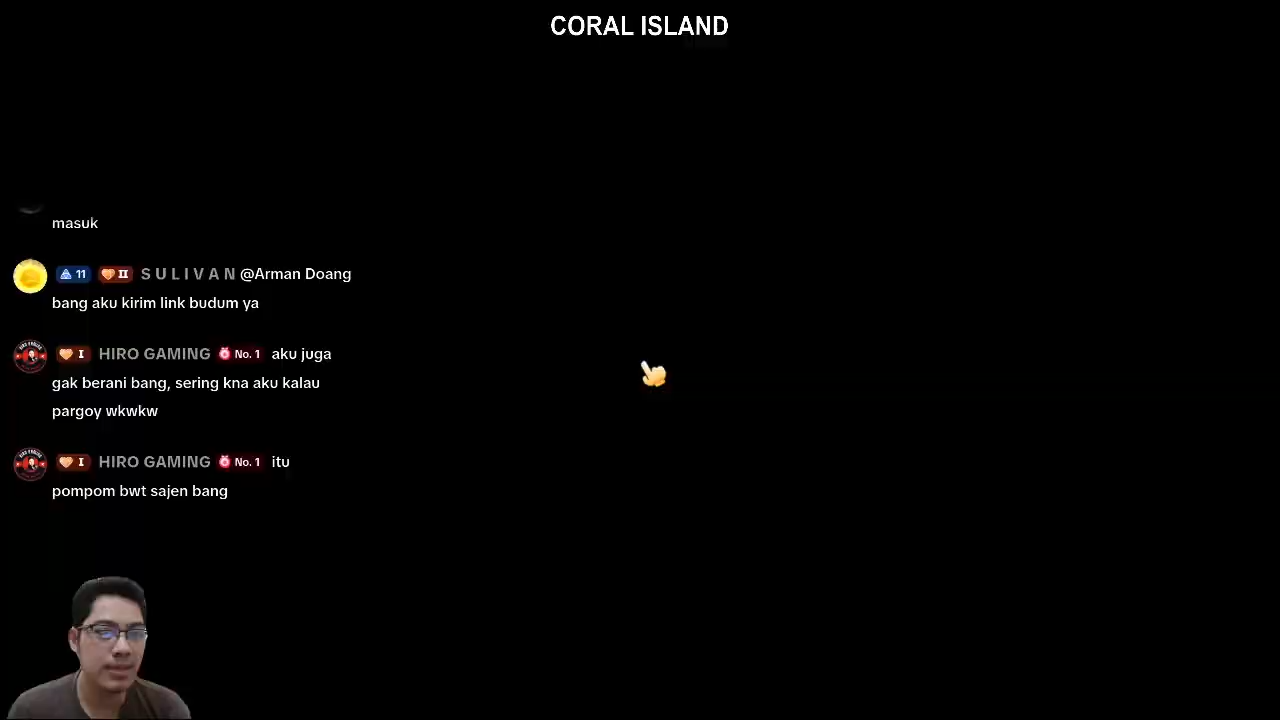 CORAL ISLAND
masuk
11 II S U L I V A N @Arman Doang
bang aku kirim link budum ya
I HIRO GAMING No. 1 aku juga
gak berani bang, sering kna aku kalau
pargoy wkwkw
I HIRO GAMING No. 1 itu
pompom bwt sajen bang